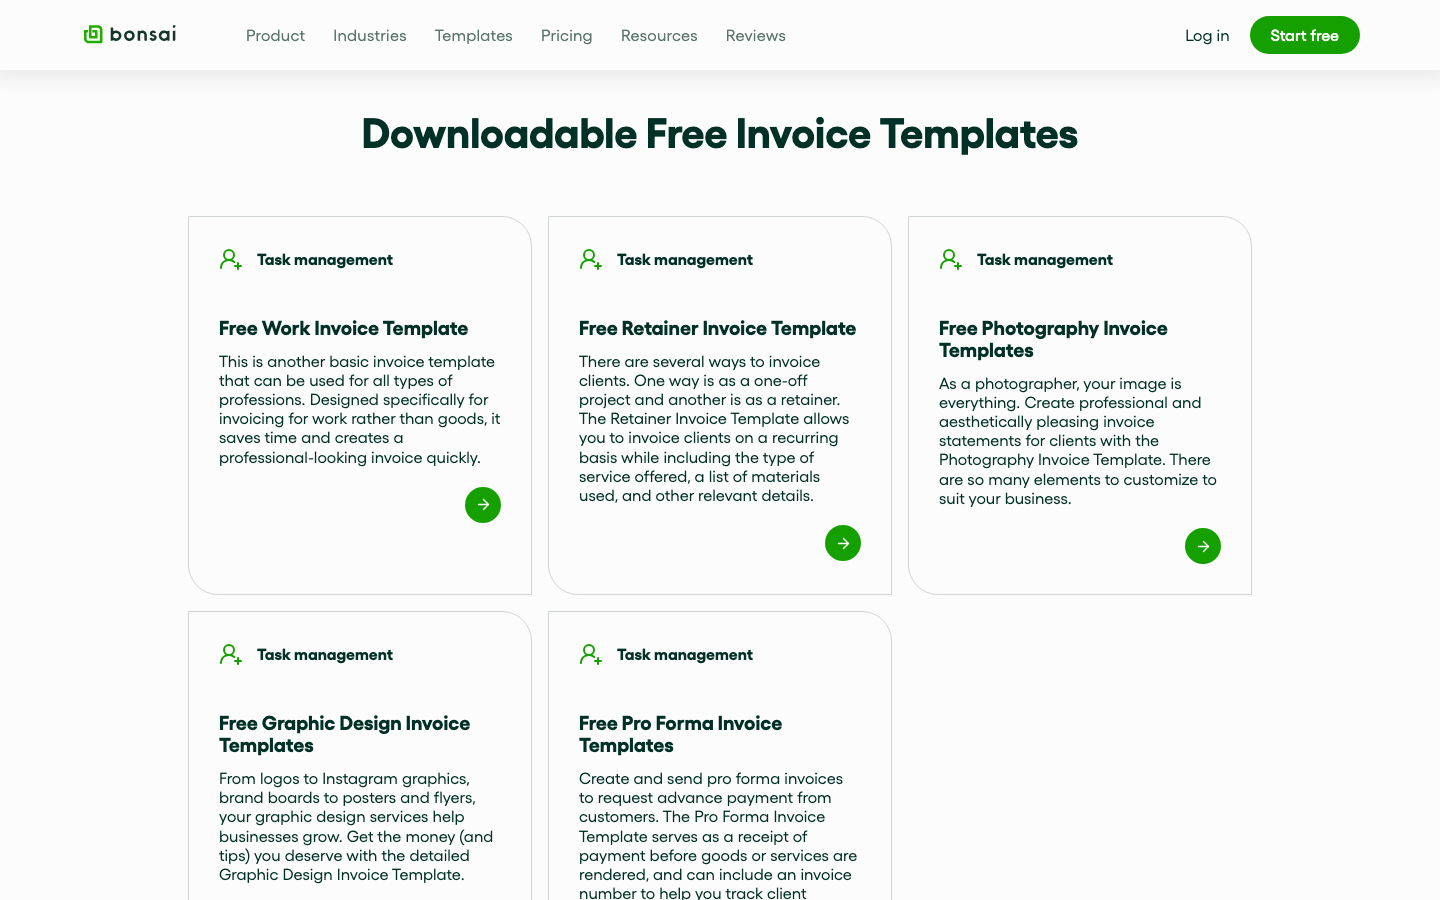 bonsai
Product
Industries
Templates
Pricing
Resources
Reviews
Log in
Start free
Downloadable Free Invoice Templates
Task management
Free Work Invoice Template
This is another basic invoice template
that can be used for all types of
professions. Designed specifically for
invoicing for work rather than goods, it
saves time and creates a
professional-looking invoice quickly.
Task management
Free Retainer Invoice Template
There are several ways to invoice
clients. One way is as a one-off
project and another is as a retainer.
The Retainer Invoice Template allows
you to invoice clients on a recurring
basis while including the type of
service offered, a list of materials
used, and other relevant details.
Task management
Free Photography Invoice
Templates
As a photographer, your image is
everything. Create professional and
aesthetically pleasing invoice
statements for clients with the
Photography Invoice Template. There
are so many elements to customize to
suit your business.
Task management
Free Graphic Design Invoice
Templates
From logos to Instagram graphics,
brand boards to posters and flyers,
your graphic design services help
businesses grow. Get the money (and
tips) you deserve with the detailed
Graphic Design Invoice Template.
Task management
Free Pro Forma Invoice
Templates
Create and send pro forma invoices
to request advance payment from
customers. The Pro Forma Invoice
Template serves as a receipt of
payment before goods or services are
rendered, and can include an invoice
number to help you track client